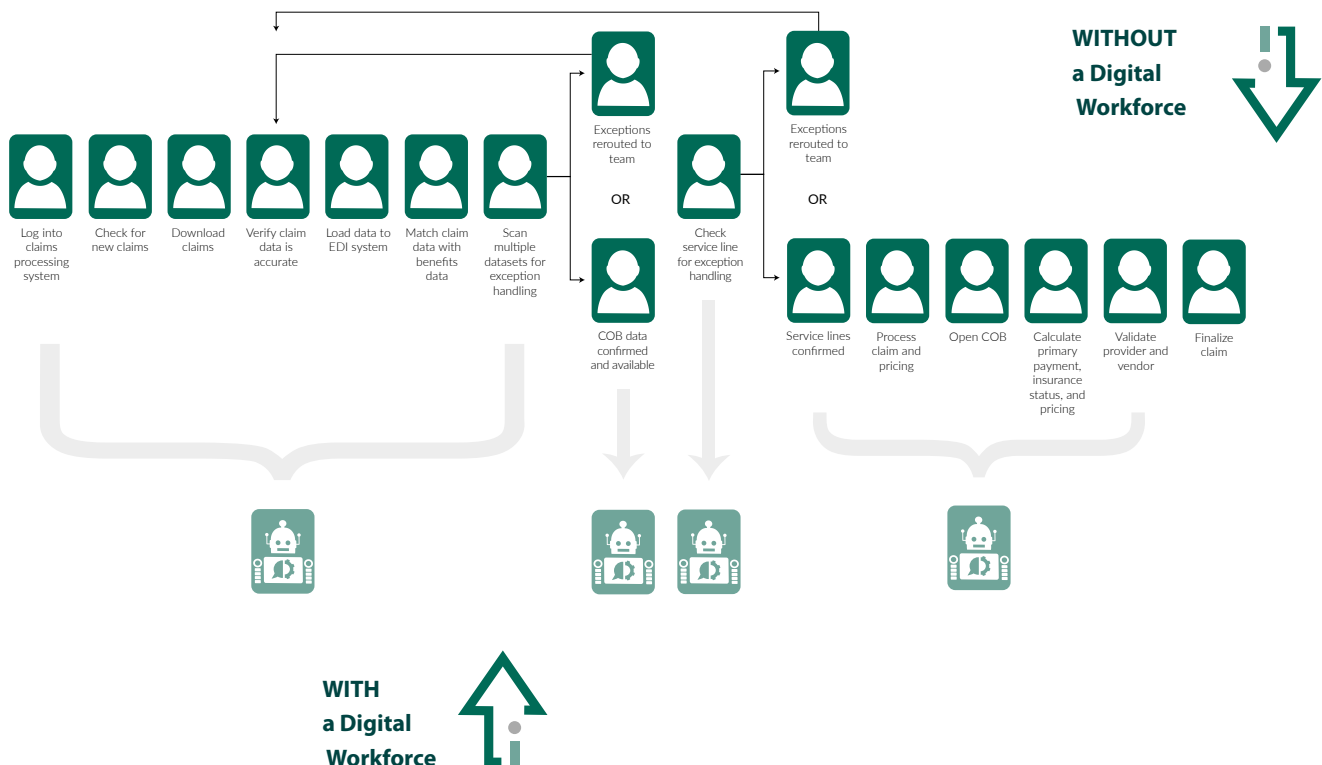 WITHOUT
a Digital
Workforce
Exceptions
rerouted to
team
Exceptions
rerouted to
team
OR
OR
Log into
claims
processing
system
Check for
new claims
Download
claims
Verify claim
data is
accurate
Load data to
EDI system
Match claim
data with
benefits
data
Scan
multiple
datasets for
exception
handling
Check
service line
for exception
handling
COB data
confirmed
and available
Service lines
confirmed
Process
claim and
pricing
Open COB
Calculate
primary
payment,
insurance
status, and
pricing
Validate
provider and
vendor
Finalize
claim
WITH
a Digital
Workforce